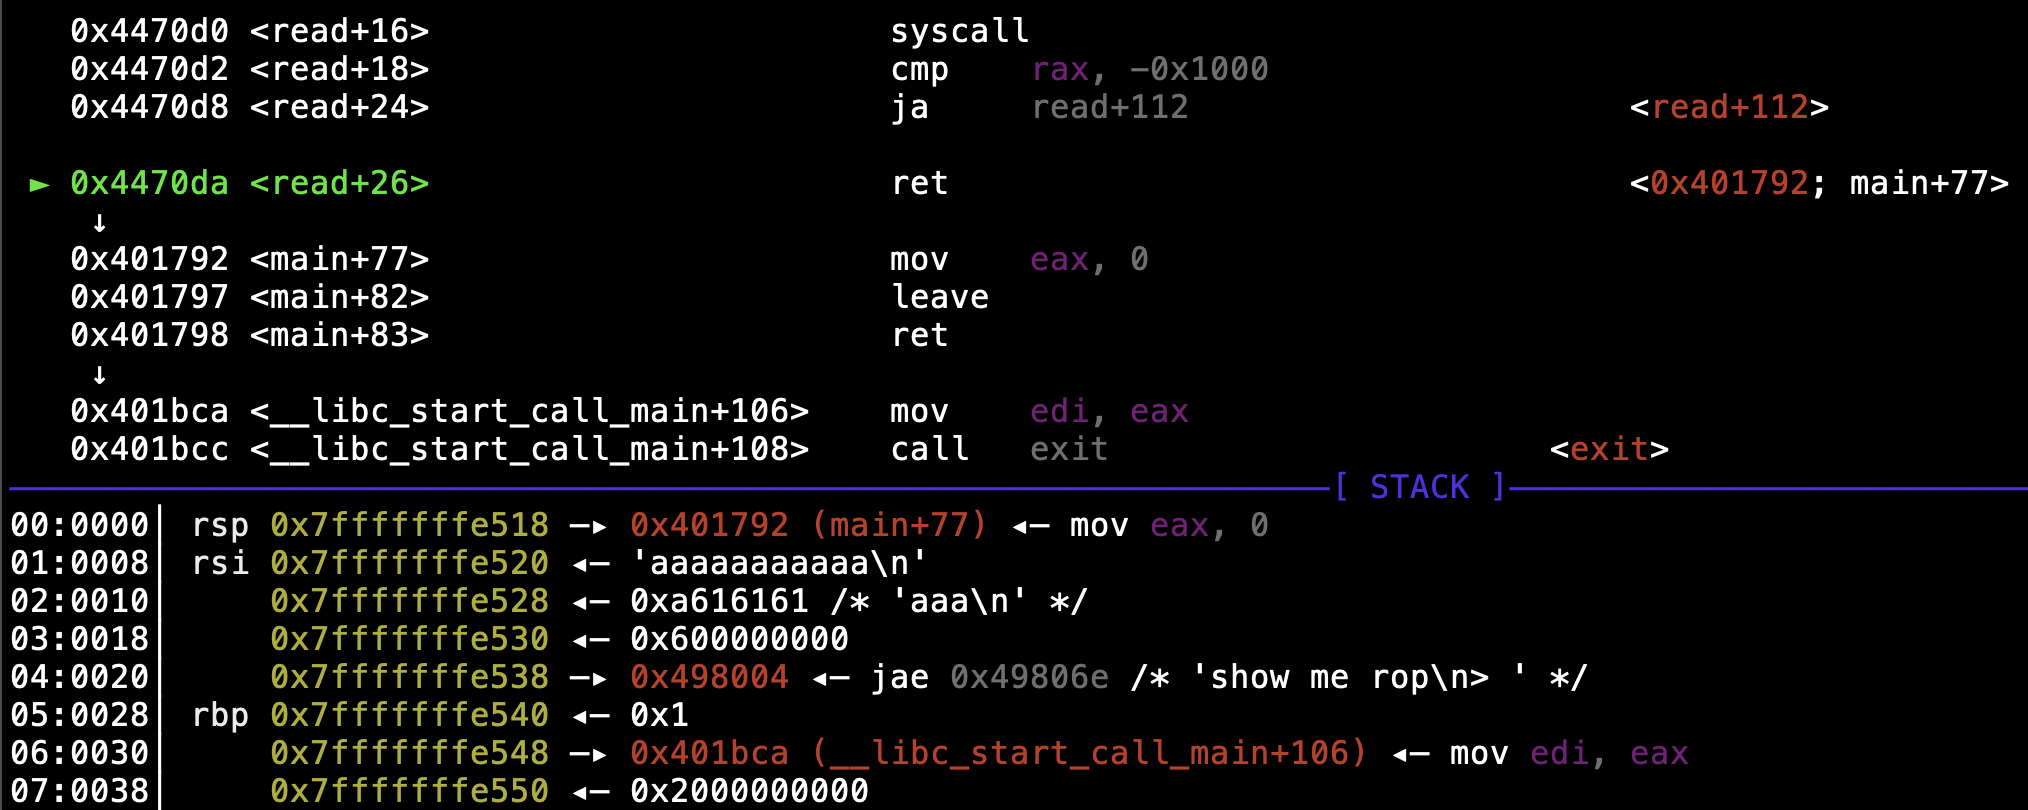 0x4470d0 <read+16> syscall
0x4470d2 <read+18> cmp rax, -0x1000
0x4470d8 <read+24> ja read+112 <read+112>
► 0x4470da <read+26> ret <0x401792; main+77>
↓
0x401792 <main+77> mov eax, 0
0x401797 <main+82> leave
0x401798 <main+83> ret
↓
0x401bca <__libc_start_call_main+106> mov edi, eax
0x401bcc <__libc_start_call_main+108> call exit <exit>
[ STACK ]
00:0000│ rsp 0x7fffffffe518 —▸ 0x401792 (main+77) ◂— mov eax, 0
01:0008│ rsi 0x7fffffffe520 ◂— 'aaaaaaaaaaa\n'
02:0010│ 0x7fffffffe528 ◂— 0xa616161 /* 'aaa\n' */
03:0018│ 0x7fffffffe530 ◂— 0x600000000
04:0020│ 0x7fffffffe538 —▸ 0x498004 ◂— jae 0x49806e /* 'show me rop\n> ' */
05:0028│ rbp 0x7fffffffe540 ◂— 0x1
06:0030│ 0x7fffffffe548 —▸ 0x401bca (__libc_start_call_main+106) ◂— mov edi, eax
07:0038│ 0x7fffffffe550 ◂— 0x2000000000